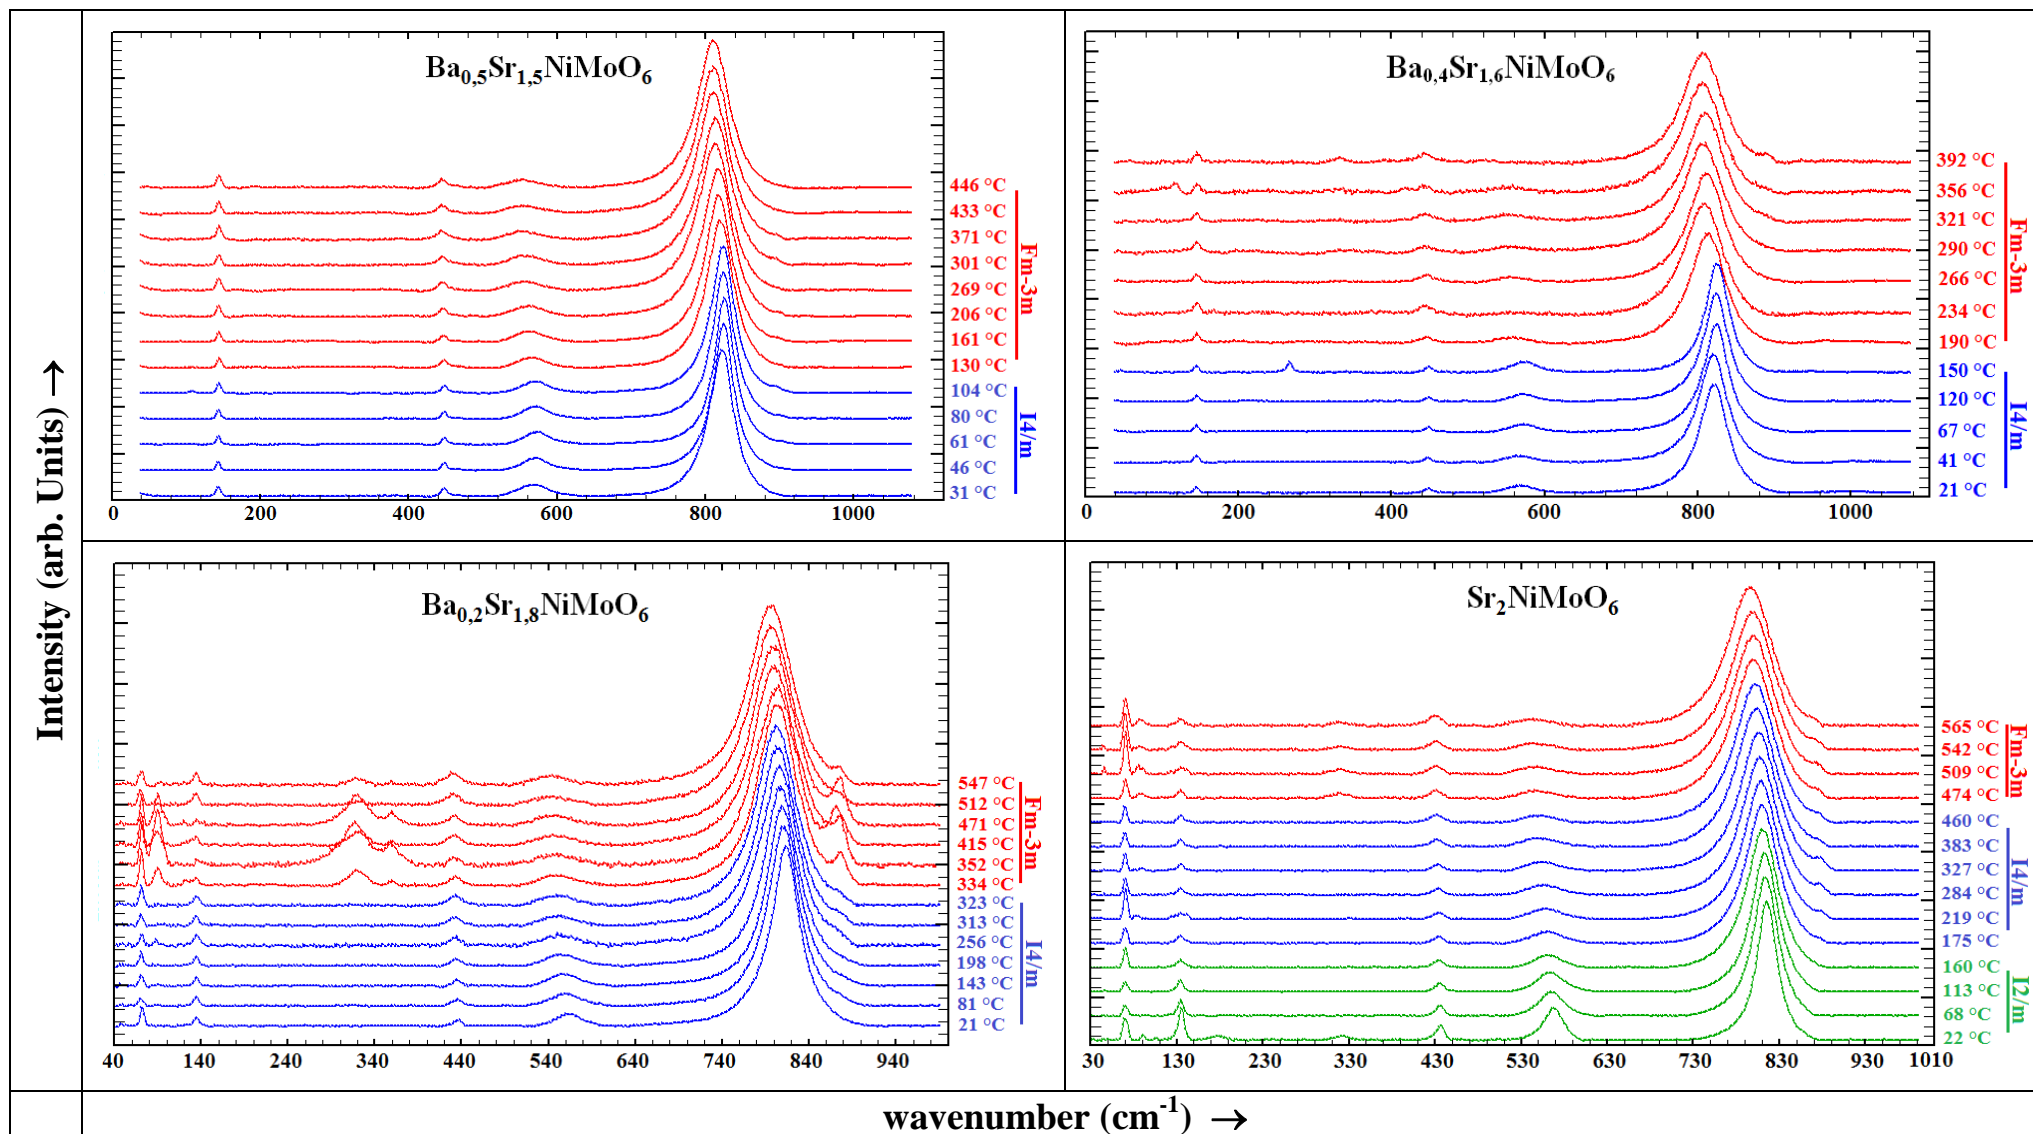 Intensity (arb. Units) →
Ba0,5Sr1,5NiMoO6
446 °C
433 °C
371 °C
301 °C
269 °C
206 °C
161 °C
130 °C
104 °C
80 °C
61 °C
46 °C
31 °C
Fm-3m
I4/m
0 200 400 600 800 1000
Ba0,4Sr1,6NiMoO6
392 °C
356 °C
321 °C
290 °C
266 °C
234 °C
190 °C
150 °C
120 °C
67 °C
41 °C
21 °C
Fm-3m
I4/m
0 200 400 600 800 1000
Ba0,2Sr1,8NiMoO6
547 °C
512 °C
471 °C
415 °C
352 °C
334 °C
323 °C
313 °C
256 °C
198 °C
143 °C
81 °C
21 °C
Fm-3m
I4/m
40 140 240 340 440 540 640 740 840 940
Sr2NiMoO6
565 °C
542 °C
509 °C
474 °C
460 °C
383 °C
327 °C
284 °C
219 °C
175 °C
160 °C
113 °C
68 °C
22 °C
Fm-3m
I4/m
I2/m
30 130 230 330 430 530 630 730 830 930 1010
wavenumber (cm-1) →